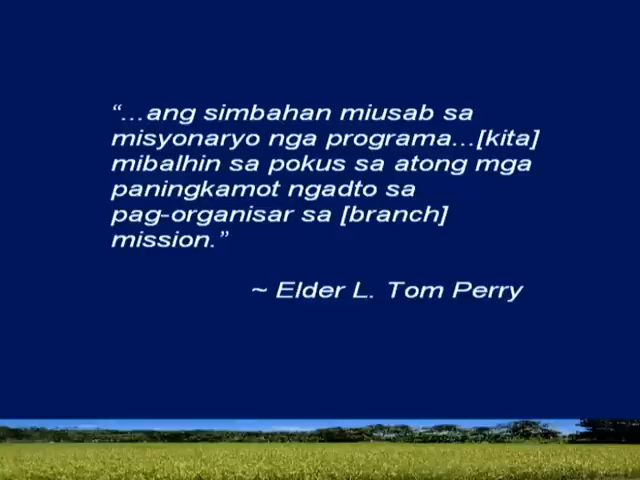 “…ang simbahan miusab sa
misyonaryo nga programa…[kita]
mibalhin sa pokus sa atong mga
paningkamot ngadto sa
pag-organisar sa [branch]
mission.”
~ Elder L. Tom Perry